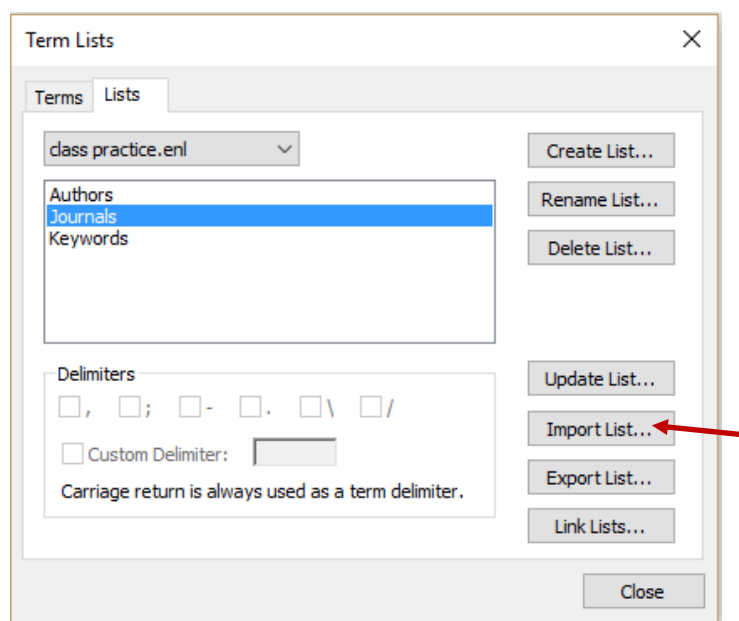 Term Lists
Terms Lists
class practice.enl
Create List...
Authors
Journals
Keywords
Rename List...
Delete List...
Delimiters
, ; - . \ /
Custom Delimiter:
Carriage return is always used as a term delimiter.
Update List...
Import List...
Export List...
Link Lists...
Close